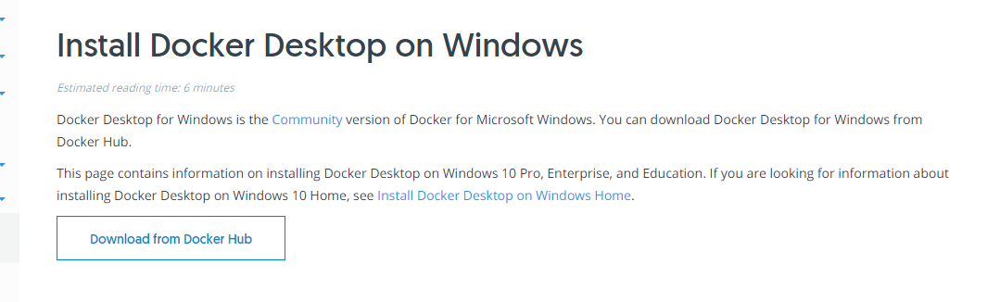 Install Docker Desktop on Windows
Estimated reading time: 6 minutes
Docker Desktop for Windows is the Community version of Docker for Microsoft Windows. You can download Docker Desktop for Windows from
Docker Hub.
This page contains information on installing Docker Desktop on Windows 10 Pro, Enterprise, and Education. If you are looking for information about
installing Docker Desktop on Windows 10 Home, see Install Docker Desktop on Windows Home.
Download from Docker Hub